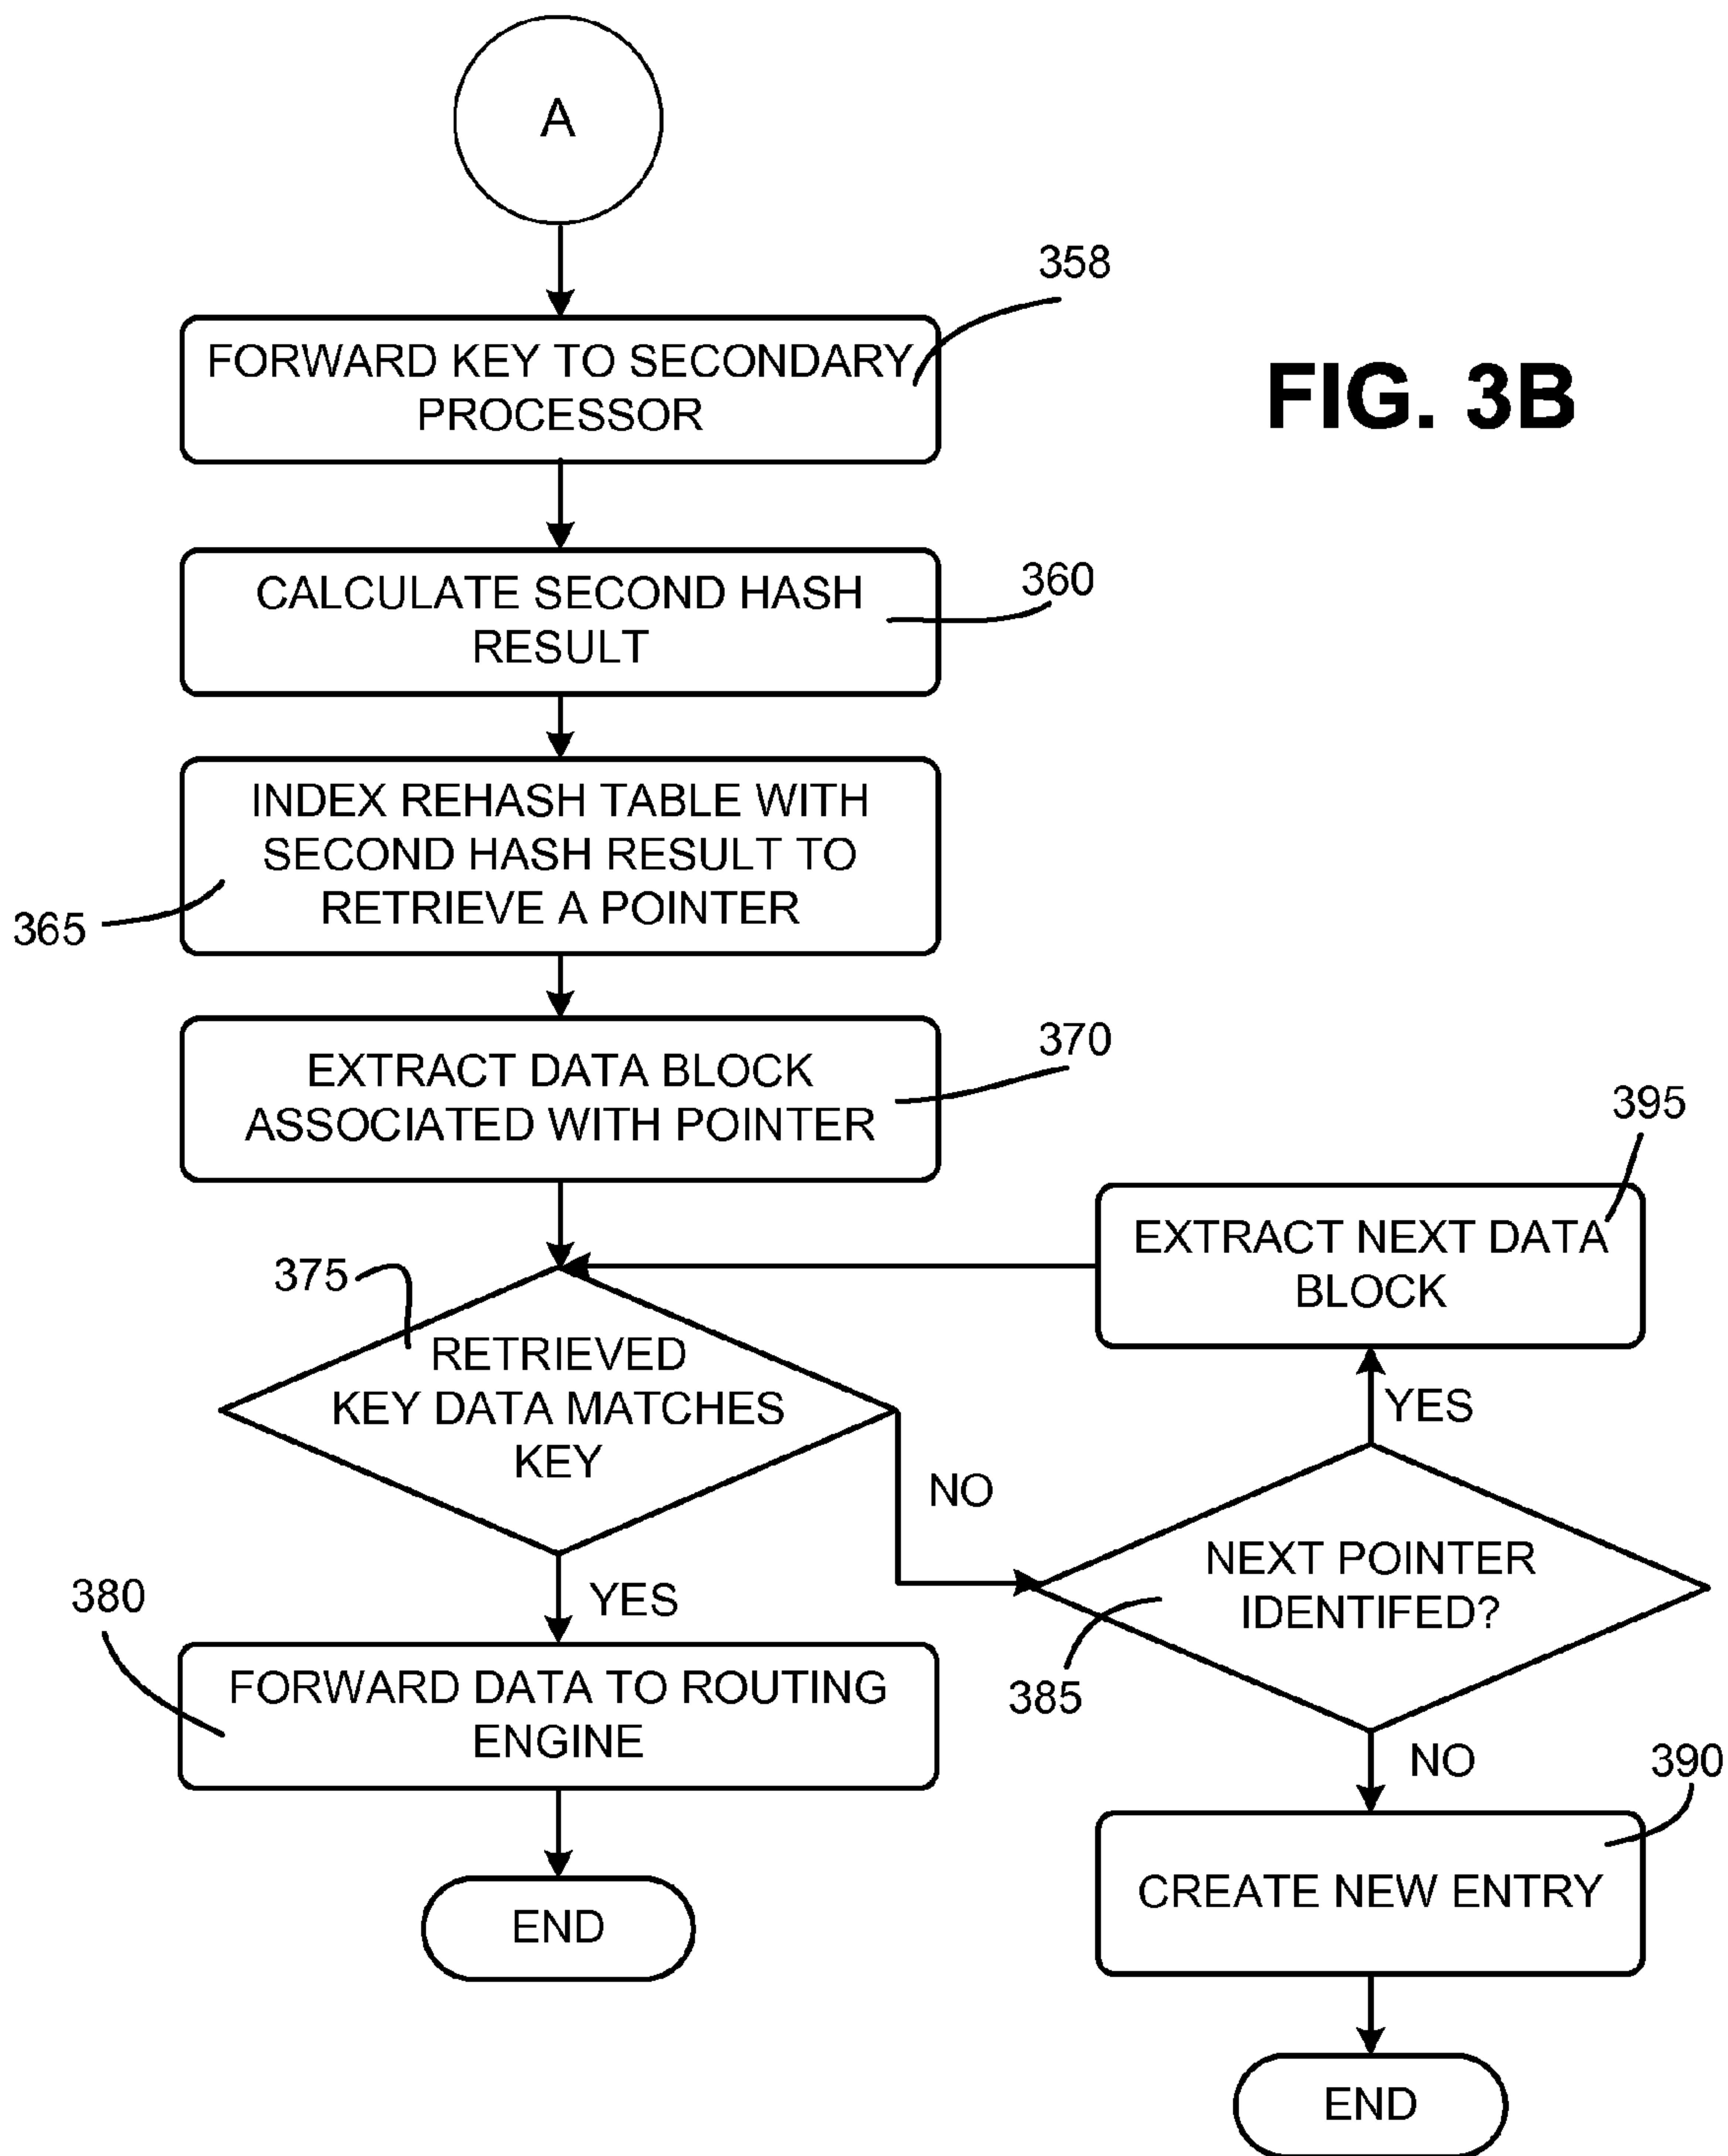 A
358
FORWARD KEY TO SECONDARY
PROCESSOR
FIG. 3B
360
CALCULATE SECOND HASH
RESULT
INDEX REHASH TABLE WITH
SECOND HASH RESULT TO
RETRIEVE A POINTER
365
370
EXTRACT DATA BLOCK
ASSOCIATED WITH POINTER
395
EXTRACT NEXT DATA
BLOCK
375
RETRIEVED
KEY DATA MATCHES
KEY
YES
NO
NEXT POINTER
IDENTIFED?
385
380
YES
FORWARD DATA TO ROUTING
ENGINE
NO
390
CREATE NEW ENTRY
END
END